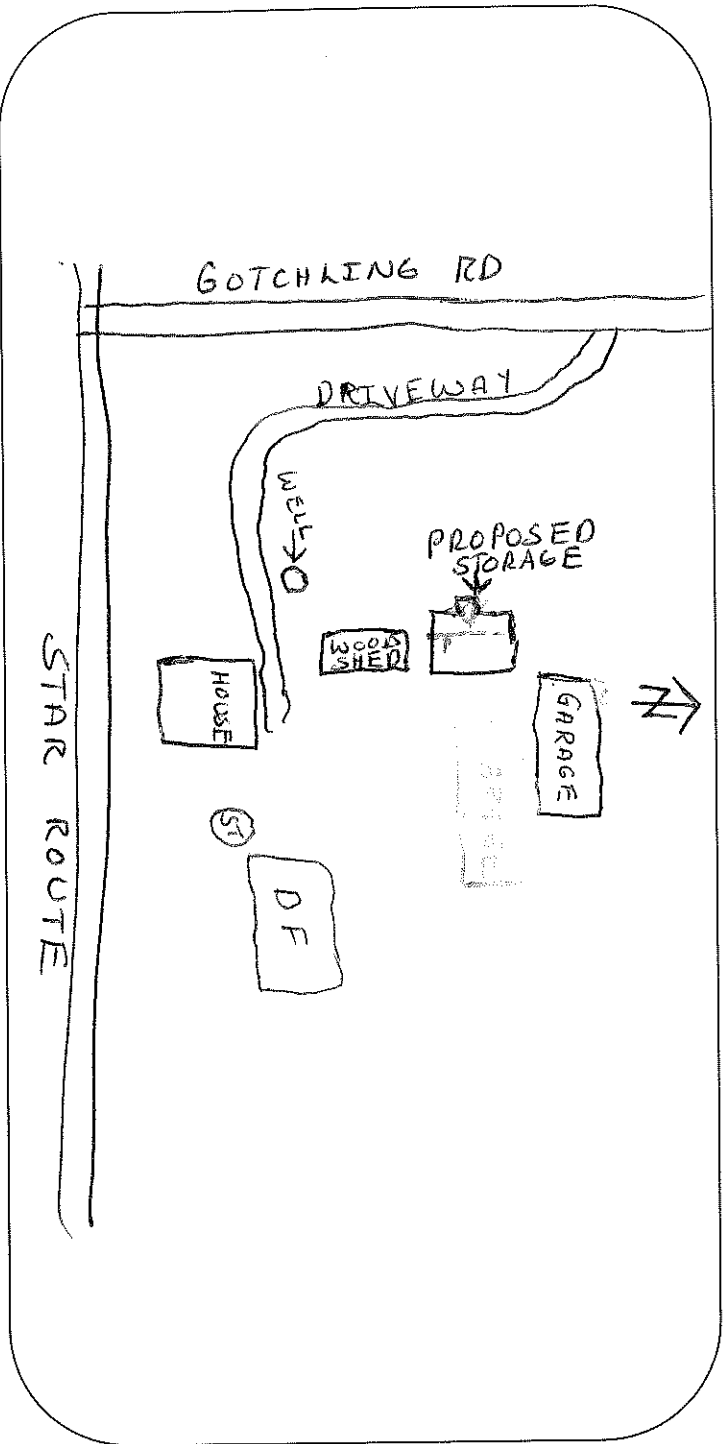 GOTCHLING RD
DRIVEWAY
WELL
PROPOSED
STORAGE
WOOD
SHED
HOUSE
GARAGE
N
ST
DF
STAR ROUTE